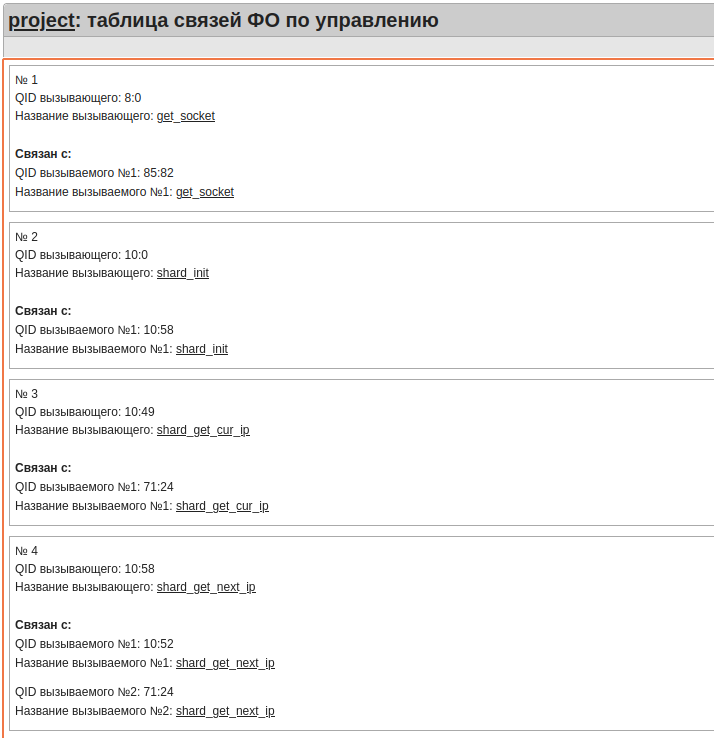 project: таблица связей ФО по управлению
№ 1
QID вызывающего: 8:0
Название вызывающего: get_socket
Связан с:
QID вызываемого №1: 85:82
Название вызываемого №1: get_socket
№ 2
QID вызывающего: 10:0
Название вызывающего: shard_init
Связан с:
QID вызываемого №1: 10:58
Название вызываемого №1: shard_init
№ 3
QID вызывающего: 10:49
Название вызывающего: shard_get_cur_ip
Связан с:
QID вызываемого №1: 71:24
Название вызываемого №1: shard_get_cur_ip
№ 4
QID вызывающего: 10:58
Название вызывающего: shard_get_next_ip
Связан с:
QID вызываемого №1: 10:52
Название вызываемого №1: shard_get_next_ip
QID вызываемого №2: 71:24
Название вызываемого №2: shard_get_next_ip